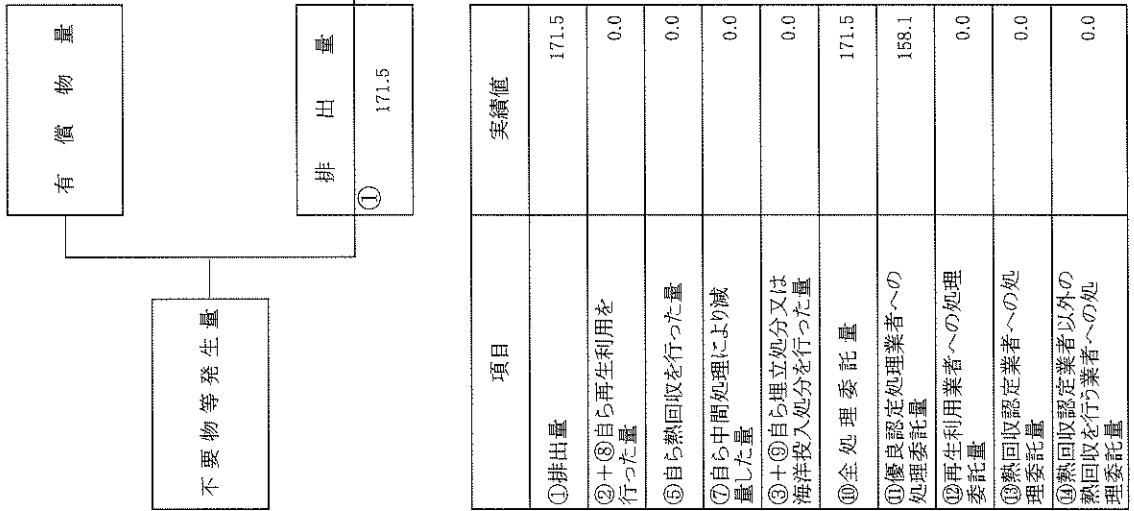 有償物量
不要物等発生量
排出量
①
171.5
項目 実績値
①排出量 171.5
②+⑧自ら再生利用を
行った量 0.0
⑤自ら熱回収を行った量 0.0
⑦自ら中間処理により減
量した量 0.0
③+⑨自ら埋立処分又は
海洋投入処分を行った量 0.0
⑩全処理委託量 171.5
⑪優良認定処理業者への
処理委託量 158.1
⑫再生利用業者への処理
委託量 0.0
⑬熱回収認定業者への処
理委託量 0.0
⑭熱回収認定業者以外の
熱回収を行う業者への処
理委託量 0.0